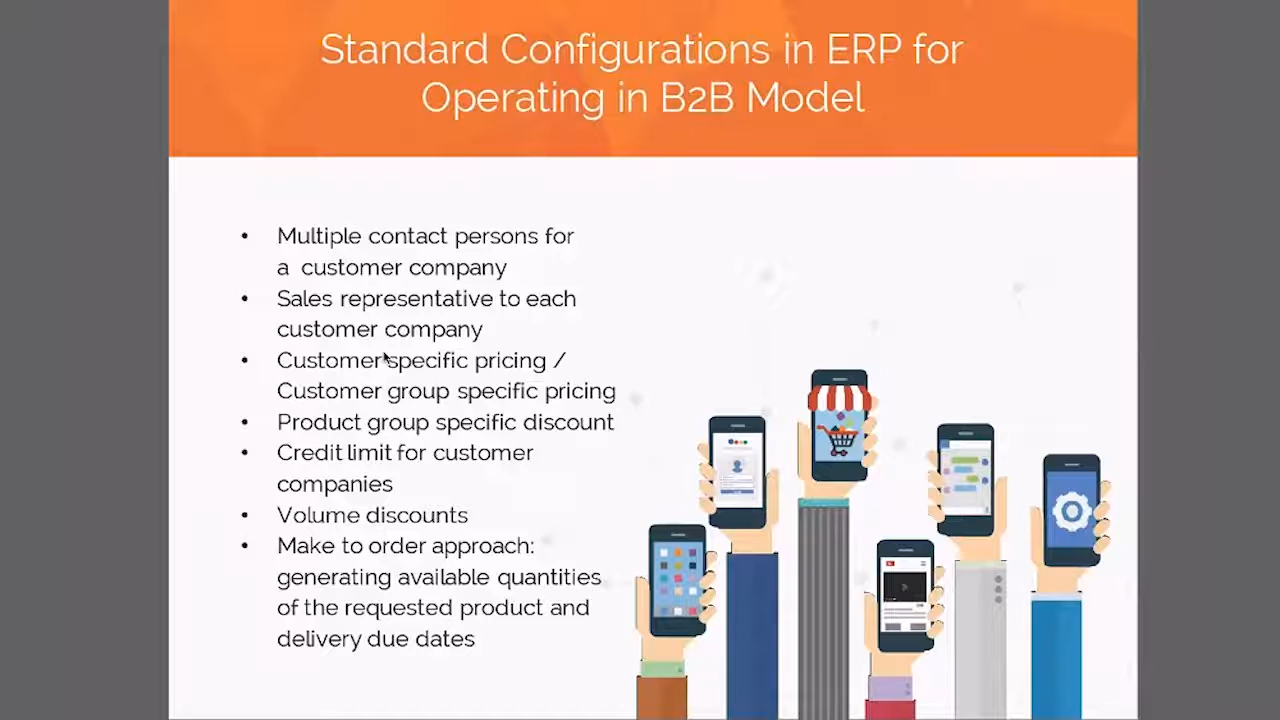 Standard Configurations in ERP for
Operating in B2B Model
• Multiple contact persons for
a customer company
• Sales representative to each
customer company
• Customer specific pricing /
Customer group specific pricing
• Product group specific discount
• Credit limit for customer
companies
• Volume discounts
• Make to order approach:
generating available quantities
of the requested product and
delivery due dates